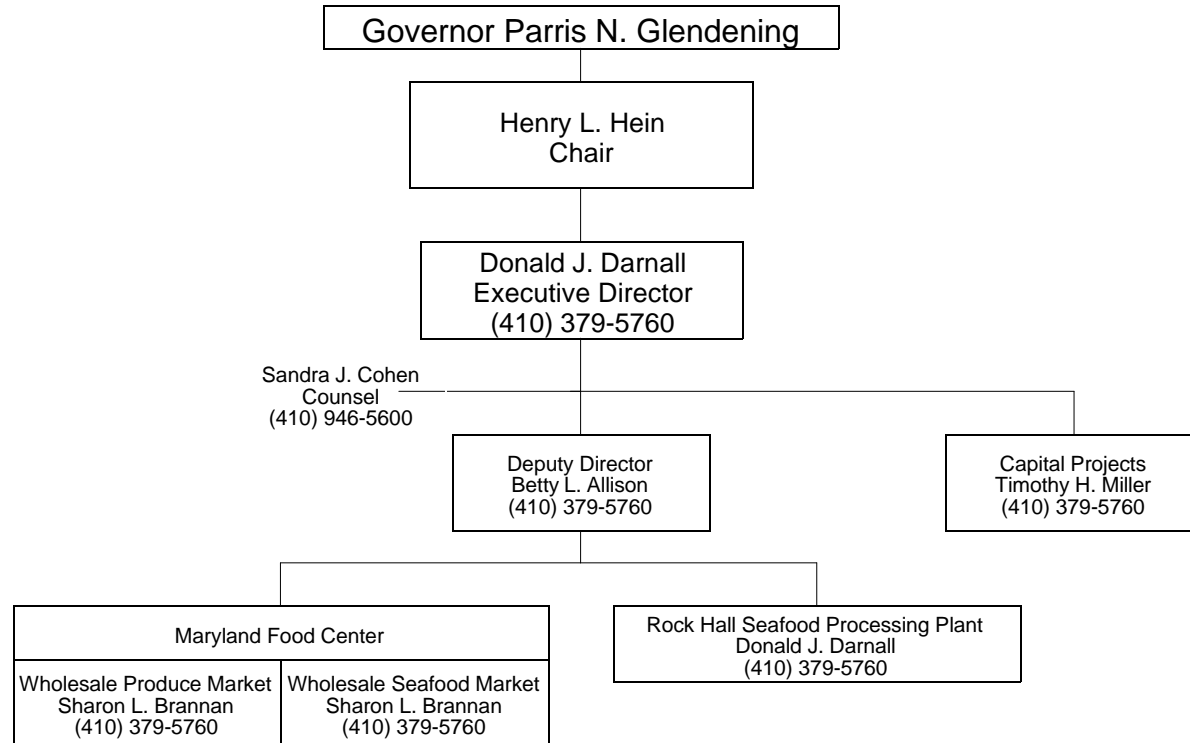 Governor Parris N. Glendening
Henry L. Hein
Chair
Donald J. Darnall
Executive Director
(410) 379-5760
Sandra J. Cohen
Counsel
(410) 946-5600
Deputy Director
Betty L. Allison
(410) 379-5760
Capital Projects
Timothy H. Miller
(410) 379-5760
Maryland Food Center
Wholesale Produce Market
Sharon L. Brannan
(410) 379-5760
Wholesale Seafood Market
Sharon L. Brannan
(410) 379-5760
Rock Hall Seafood Processing Plant
Donald J. Darnall
(410) 379-5760